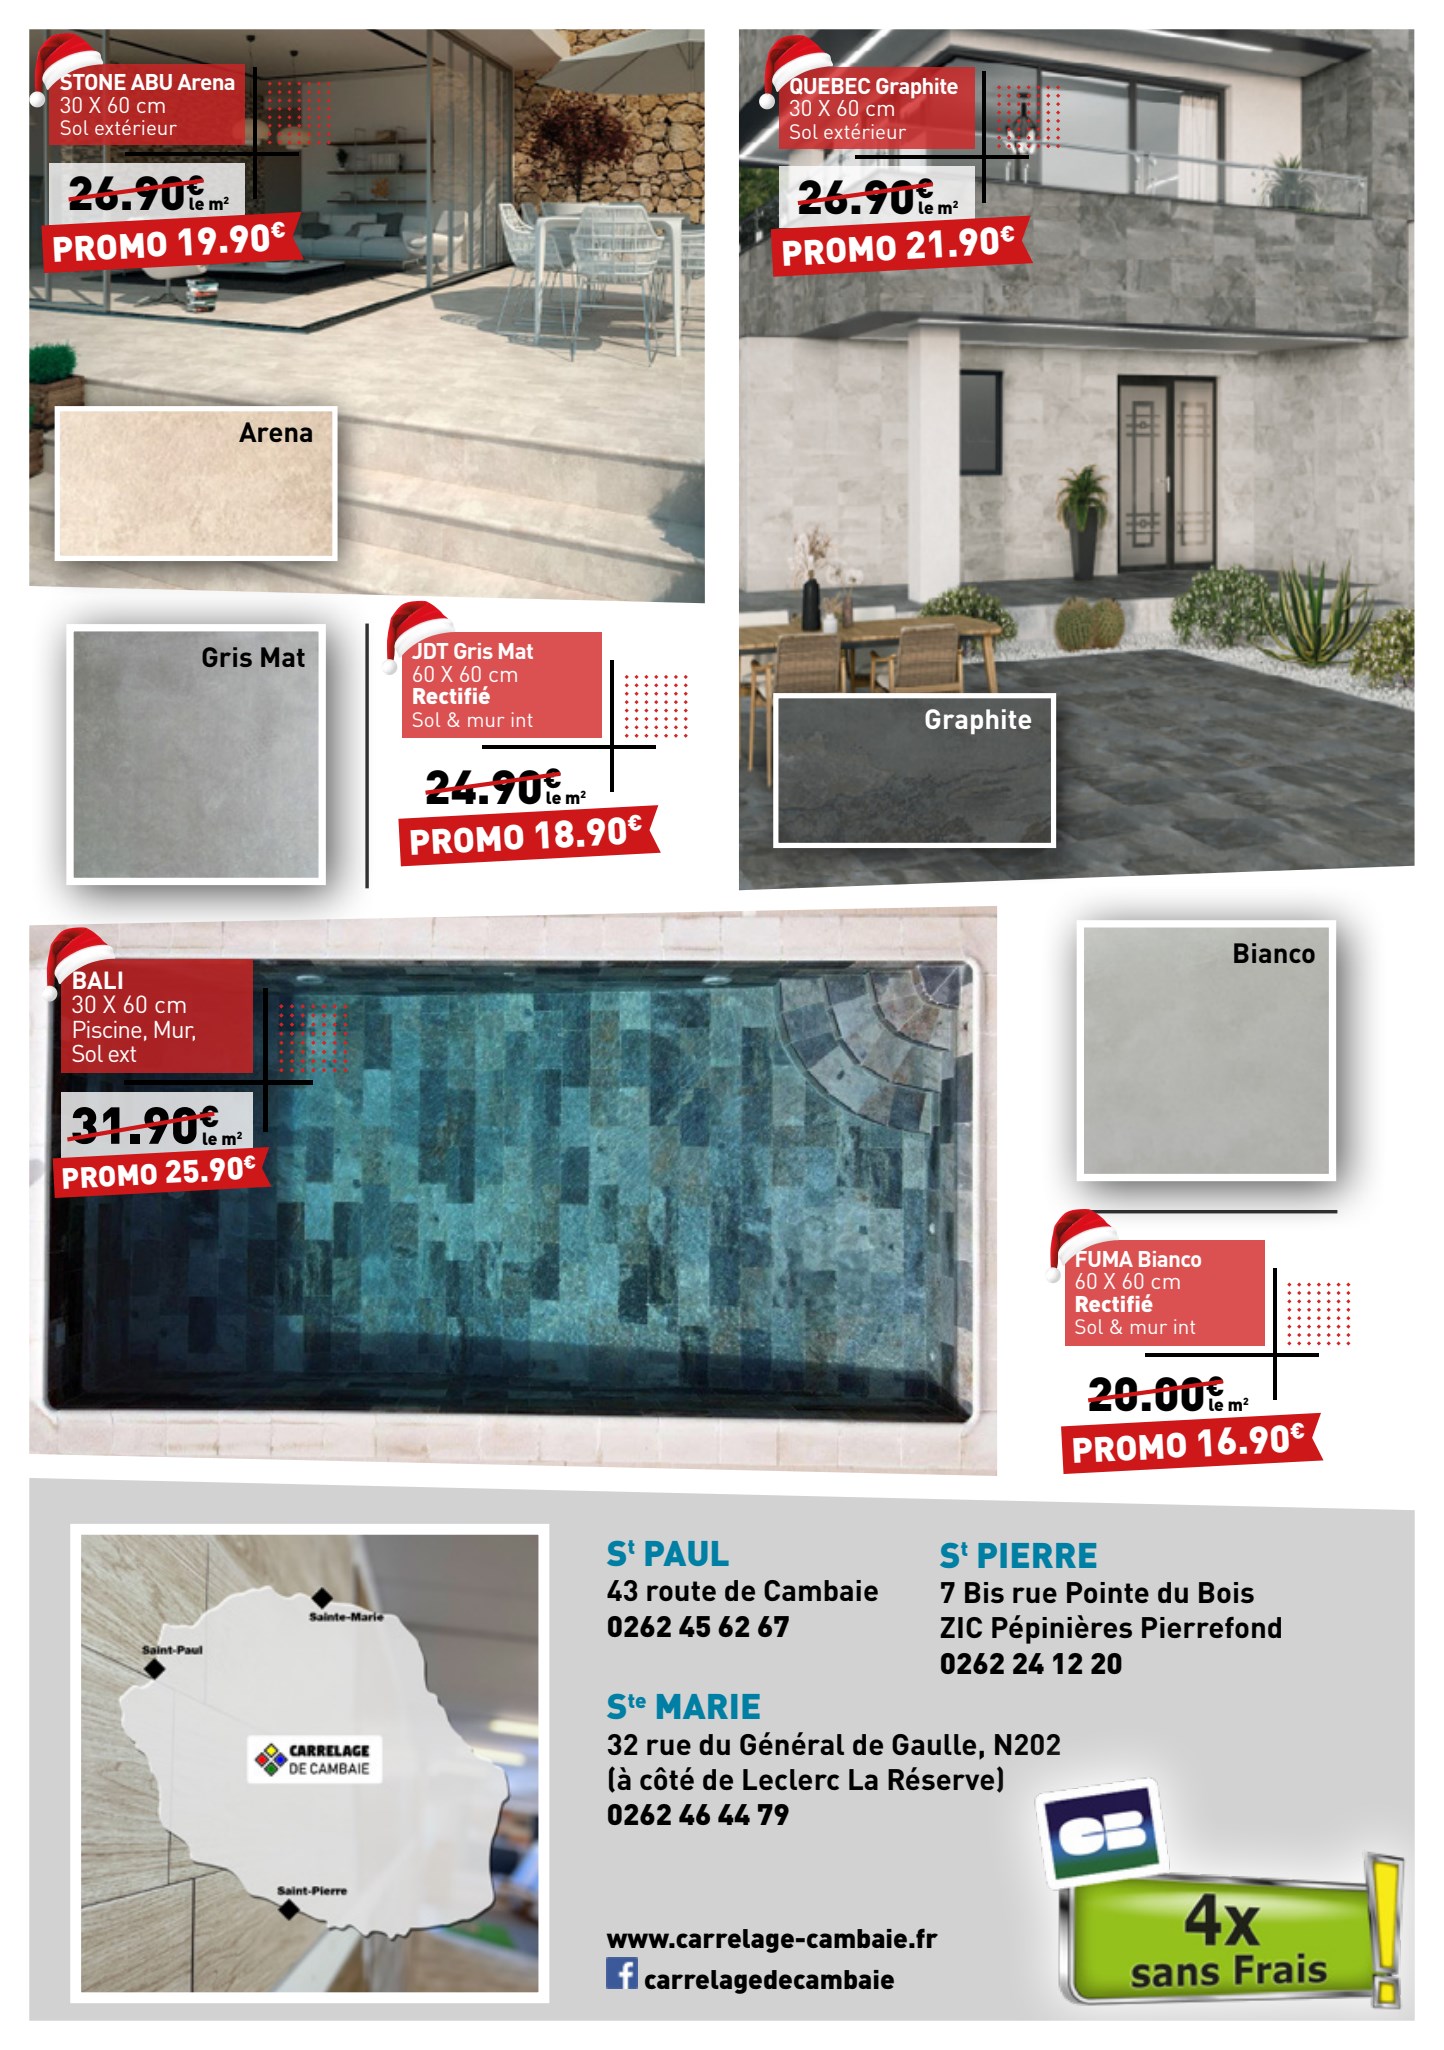 STONE ABU Arena
30 X 60 cm
Sol extérieur
26.90€
le m²
PROMO 19.90€
Arena
QUEBEC Graphite
30 X 60 cm
Sol extérieur
26.90€
le m²
PROMO 21.90€
Graphite
Gris Mat
JDT Gris Mat
60 X 60 cm
Rectifié
Sol & mur int
24.90€
le m²
PROMO 18.90€
BALI
30 X 60 cm
Piscine, Mur,
Sol ext
31.90€
le m²
PROMO 25.90€
Bianco
FUMA Bianco
60 X 60 cm
Rectifié
Sol & mur int
20.00€
le m²
PROMO 16.90€
Sainte-Marie
Saint-Paul
CARRELAGE
DE CAMBAIE
Saint-Pierre
St PAUL
43 route de Cambaie
0262 45 62 67
St PIERRE
7 Bis rue Pointe du Bois
ZIC Pépinières Pierrefond
0262 24 12 20
Ste MARIE
32 rue du Général de Gaulle, N202
(à côté de Leclerc La Réserve)
0262 46 44 79
www.carrelage-cambaie.fr
f carrelagedecambaie
CB
4x
sans Frais !